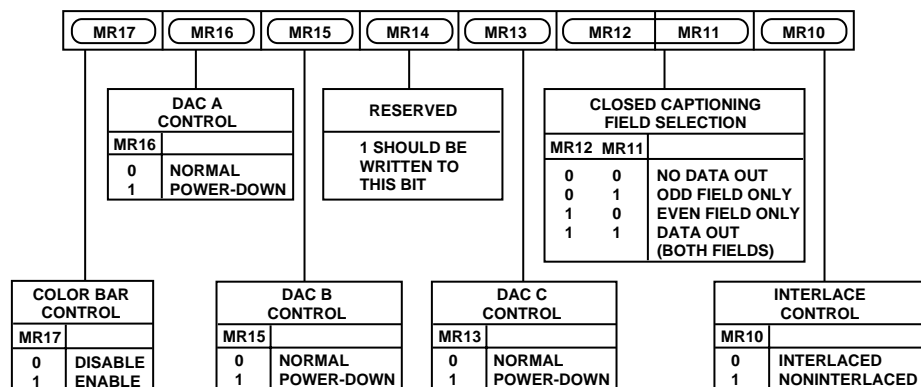 MR17 MR16 MR15 MR14 MR13 MR12 MR11 MR10
DAC A
CONTROL
MR16
0 NORMAL
1 POWER-DOWN
RESERVED
1 SHOULD BE
WRITTEN TO
THIS BIT
CLOSED CAPTIONING
FIELD SELECTION
MR12 MR11
0 0 NO DATA OUT
0 1 ODD FIELD ONLY
1 0 EVEN FIELD ONLY
1 1 DATA OUT
(BOTH FIELDS)
COLOR BAR
CONTROL
MR17
0 DISABLE
1 ENABLE
DAC B
CONTROL
MR15
0 NORMAL
1 POWER-DOWN
DAC C
CONTROL
MR13
0 NORMAL
1 POWER-DOWN
INTERLACE
CONTROL
MR10
0 INTERLACED
1 NONINTERLACED